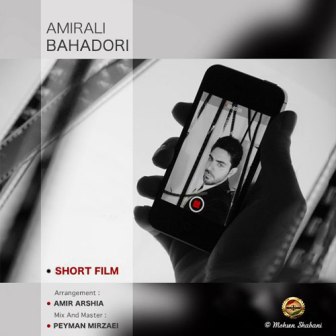 AMIRALI
BAHADORI
• SHORT FILM
Arrangement :
• AMIR ARSHIA
Mix And Master :
• PEYMAN MIRZAEI
© Mohsen Shabani